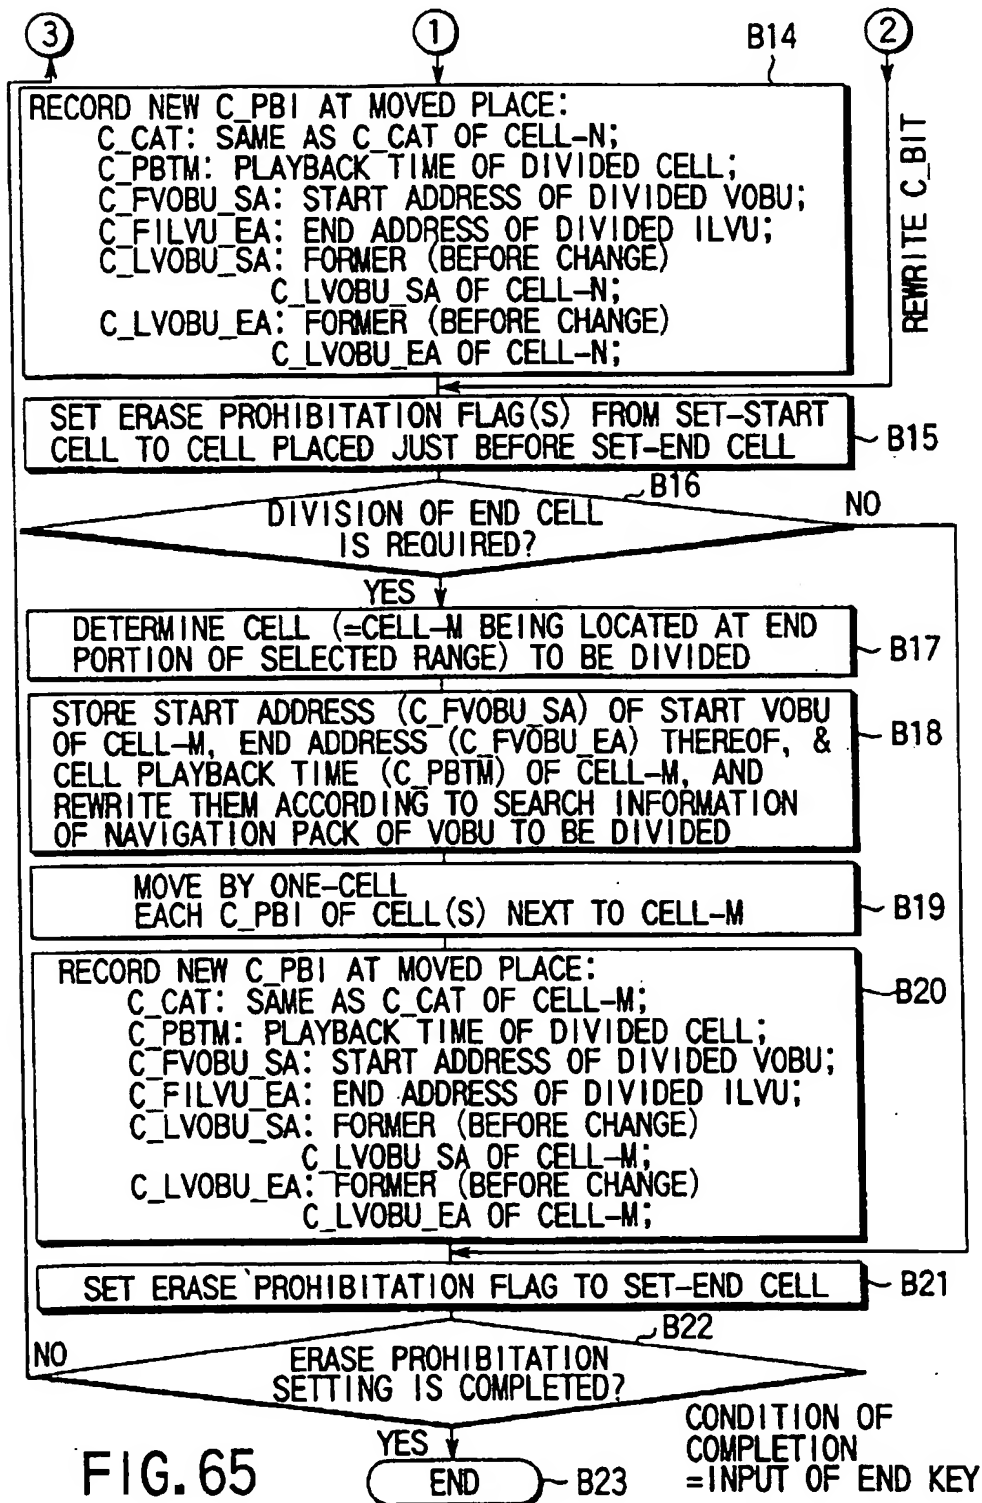 3
1
2
B14
REWRITE C_BIT
RECORD NEW C_PBI AT MOVED PLACE:
C_CAT: SAME AS C_CAT OF CELL-N;
C_PBTM: PLAYBACK TIME OF DIVIDED CELL;
C_FVOBU_SA: START ADDRESS OF DIVIDED VOBU;
C_FILVU_EA: END ADDRESS OF DIVIDED ILVU;
C_LVOBU_SA: FORMER (BEFORE CHANGE)
C_LVOBU_SA OF CELL-N;
C_LVOBU_EA: FORMER (BEFORE CHANGE)
C_LVOBU_EA OF CELL-N;
SET ERASE PROHIBITATION FLAG(S) FROM SET-START
CELL TO CELL PLACED JUST BEFORE SET-END CELL
B15
B16
DIVISION OF END CELL
IS REQUIRED?
NO
YES
DETERMINE CELL (=CELL-M BEING LOCATED AT END
PORTION OF SELECTED RANGE) TO BE DIVIDED
B17
STORE START ADDRESS (C_FVOBU_SA) OF START VOBU
OF CELL-M, END ADDRESS (C_FVOBU_EA) THEREOF, &
CELL PLAYBACK TIME (C_PBTM) OF CELL-M, AND
REWRITE THEM ACCORDING TO SEARCH INFORMATION
OF NAVIGATION PACK OF VOBU TO BE DIVIDED
B18
MOVE BY ONE-CELL
EACH C_PBI OF CELL(S) NEXT TO CELL-M
B19
RECORD NEW C_PBI AT MOVED PLACE:
C_CAT: SAME AS C_CAT OF CELL-M;
C_PBTM: PLAYBACK TIME OF DIVIDED CELL;
C_FVOBU_SA: START ADDRESS OF DIVIDED VOBU;
C_FILVU_EA: END ADDRESS OF DIVIDED ILVU;
C_LVOBU_SA: FORMER (BEFORE CHANGE)
C_LVOBU_SA OF CELL-M;
C_LVOBU_EA: FORMER (BEFORE CHANGE)
C_LVOBU_EA OF CELL-M;
B20
SET ERASE PROHIBITATION FLAG TO SET-END CELL
B21
B22
NO
ERASE PROHIBITATION
SETTING IS COMPLETED?
YES
CONDITION OF
COMPLETION
=INPUT OF END KEY
END
B23
FIG. 65